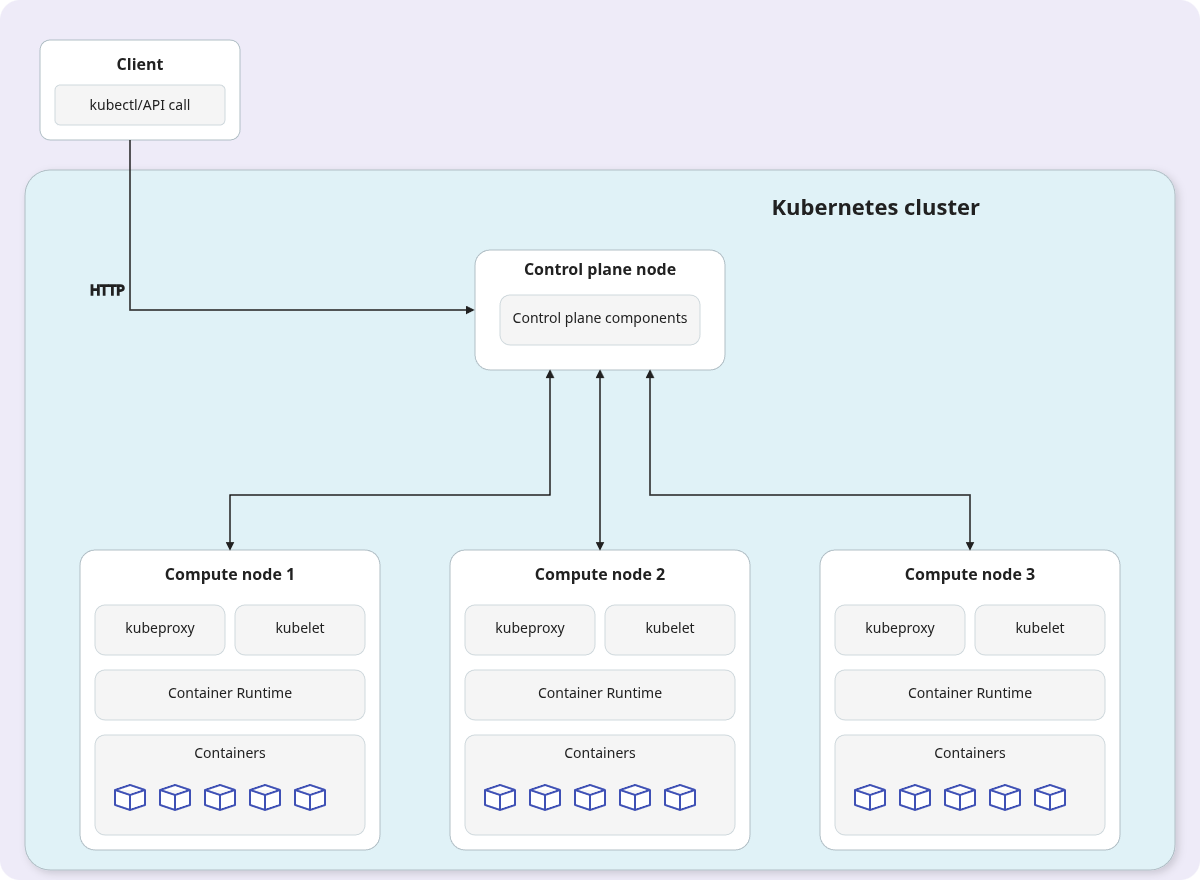 Client
kubectl/API call
Kubernetes cluster
Control plane node
HTTP
Control plane components
Compute node 1
kubeproxy
kubelet
Container Runtime
Containers
Compute node 2
kubeproxy
kubelet
Container Runtime
Containers
Compute node 3
kubeproxy
kubelet
Container Runtime
Containers